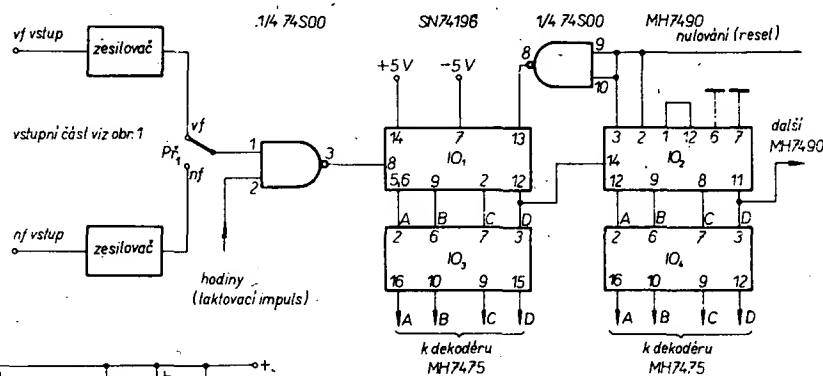 1/4 74S00 SN74196 1/4 74S00 MH7490
vf vstup zesilovač nulování (reset)
8 9 10
+5V -5V
vstupní část viz obr. 1 vf Př1 nf
1 2 3
14 7 13
8 IO1
5,6 9 2 12
3 2 1 12 6 7
14 IO2
12 9 8 11
další
MH7490
A B C D
A B C D
nf vstup zesilovač
hodiny
(taktovací impuls)
2 6 7 3
IO3
16 10 9 15
2 6 7 3
IO4
16 10 9 12
A B C D
A B C D
k dekodéru
MH7475
k dekodéru
MH7475
+